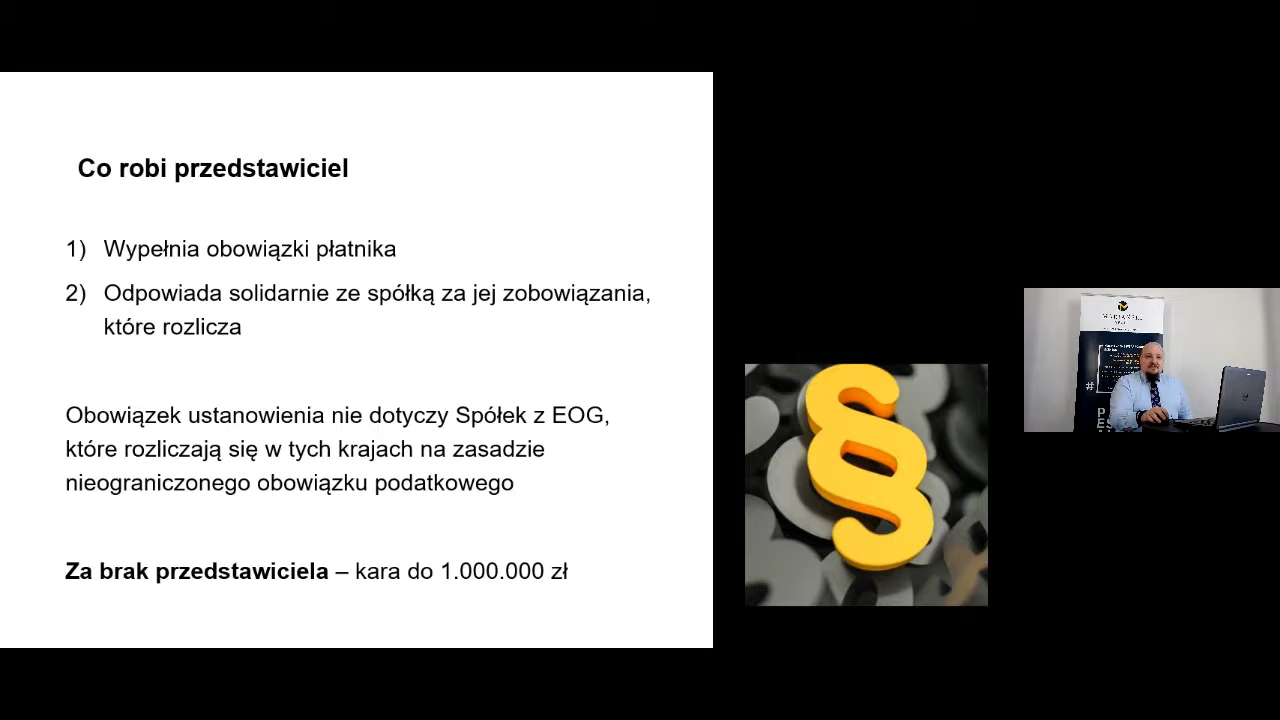 Co robi przedstawiciel
1) Wypełnia obowiązki płatnika
2) Odpowiada solidarnie ze spółką za jej zobowiązania,
które rozlicza
Obowiązek ustanowienia nie dotyczy Spółek z EOG,
które rozliczają się w tych krajach na zasadzie
nieograniczonego obowiązku podatkowego
Za brak przedstawiciela – kara do 1.000.000 zł
#